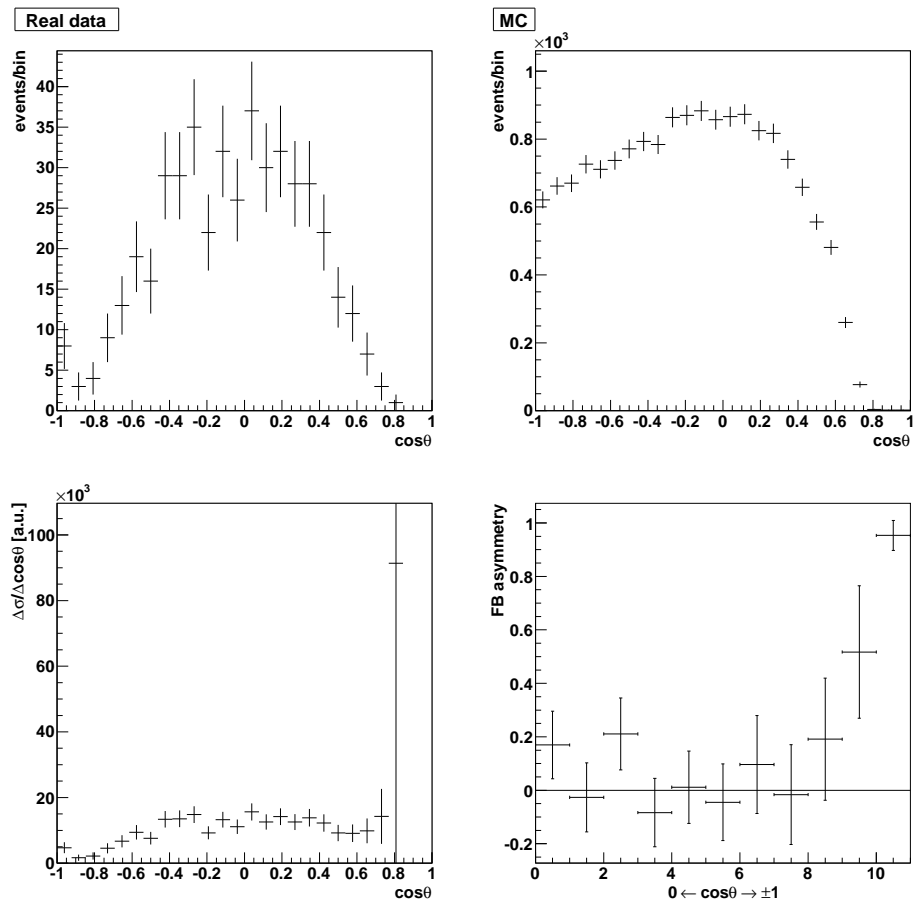 Real data
events/bin
40
35
30
25
20
15
10
5
0
-1 -0.8 -0.6 -0.4 -0.2 0 0.2 0.4 0.6 0.8 1
cosθ
MC
×10³
events/bin
1
0.8
0.6
0.4
0.2
0
-1 -0.8 -0.6 -0.4 -0.2 0 0.2 0.4 0.6 0.8 1
cosθ
×10³
Δσ/Δcosθ [a.u.]
100
80
60
40
20
0
-1 -0.8 -0.6 -0.4 -0.2 0 0.2 0.4 0.6 0.8 1
cosθ
FB asymmetry
1
0.8
0.6
0.4
0.2
0
-0.2
0 2 4 6 8 10
0 ← cosθ → ±1